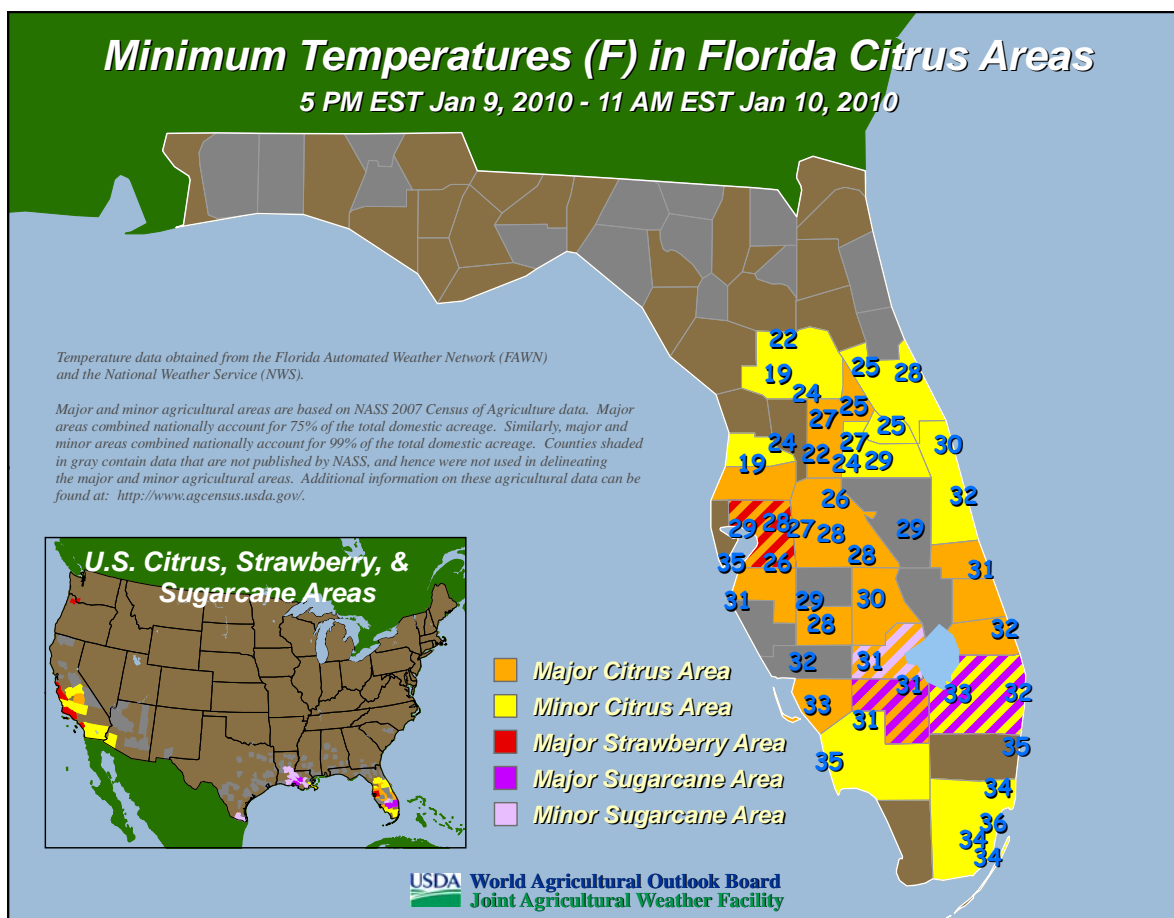 Minimum Temperatures (F) in Florida Citrus Areas
5 PM EST Jan 9, 2010 - 11 AM EST Jan 10, 2010
Temperature data obtained from the Florida Automated Weather Network (FAWN)
and the National Weather Service (NWS).
Major and minor agricultural areas are based on NASS 2007 Census of Agriculture data.  Major
areas combined nationally account for 75% of the total domestic acreage.  Similarly, major and
minor areas combined nationally account for 99% of the total domestic acreage.  Counties shaded
in gray contain data that are not published by NASS, and hence were not used in delineating
the major and minor agricultural areas.  Additional information on these agricultural data can be
found at:  http://www.agcensus.usda.gov/.
22
25
28
19
24
25
27
25
24
27
30
22
19
24
29
26
32
28
29
27
28
29
35
26
28
31
31
29
30
28
32
32
31
31
33
32
33
31
35
35
34
36
34
34
U.S. Citrus, Strawberry, &
Sugarcane Areas
Major Citrus Area
Minor Citrus Area
Major Strawberry Area
Major Sugarcane Area
Minor Sugarcane Area
USDA
World Agricultural Outlook Board
Joint Agricultural Weather Facility